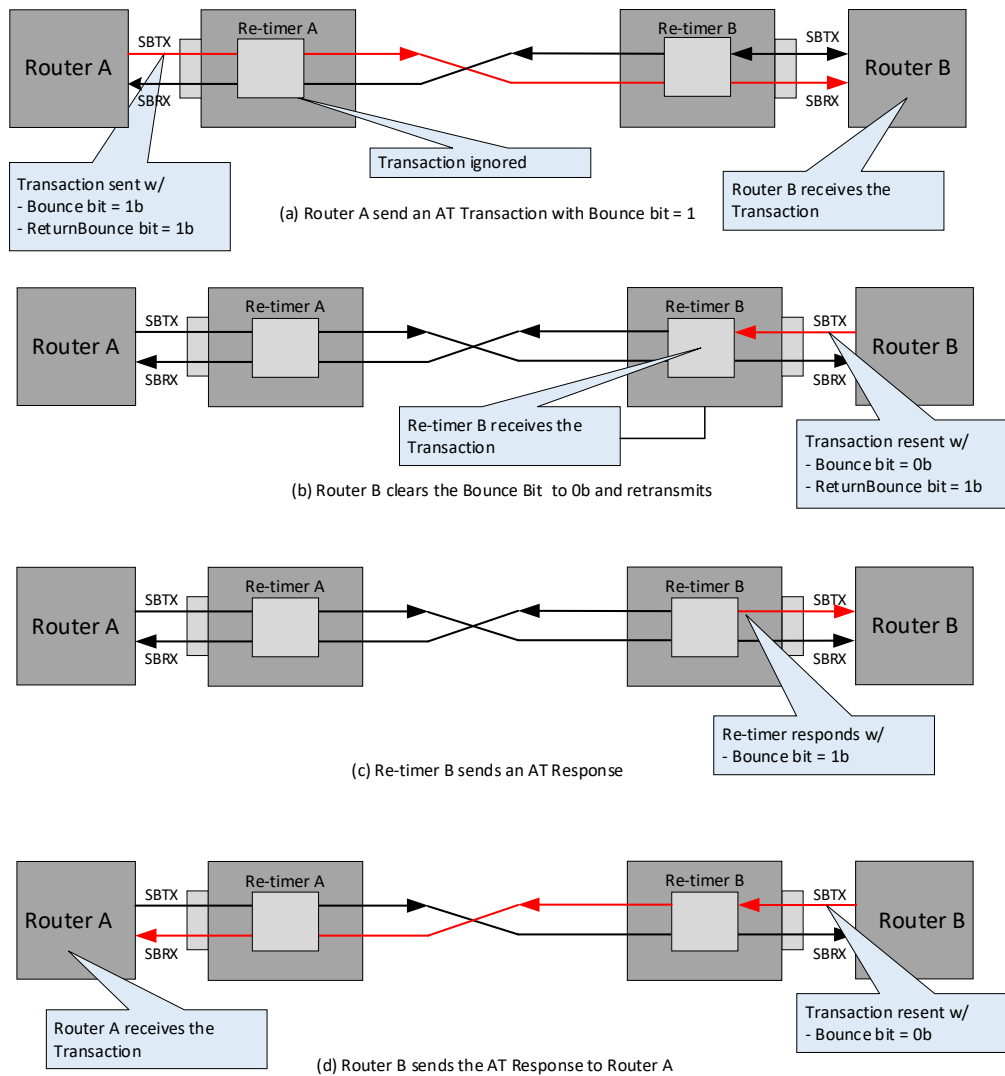 Re-timer A
Re-timer B
SBTX
SBTX
Router A
Router B
SBRX
SBRX
Transaction ignored
Transaction sent w/
- Bounce bit = 1b
- ReturnBounce bit = 1b
Router B receives the
Transaction
(a) Router A send an AT Transaction with Bounce bit = 1
Re-timer A
Re-timer B
SBTX
SBTX
Router A
Router B
SBRX
SBRX
Re-timer B receives the
Transaction
Transaction resent w/
- Bounce bit = 0b
- ReturnBounce bit = 1b
(b) Router B clears the Bounce Bit to 0b and retransmits
Re-timer A
Re-timer B
SBTX
SBTX
Router A
Router B
SBRX
SBRX
Re-timer responds w/
- Bounce bit = 1b
(c) Re-timer B sends an AT Response
Re-timer A
Re-timer B
SBTX
SBTX
Router A
Router B
SBRX
SBRX
Router A receives the
Transaction
Transaction resent w/
- Bounce bit = 0b
(d) Router B sends the AT Response to Router A